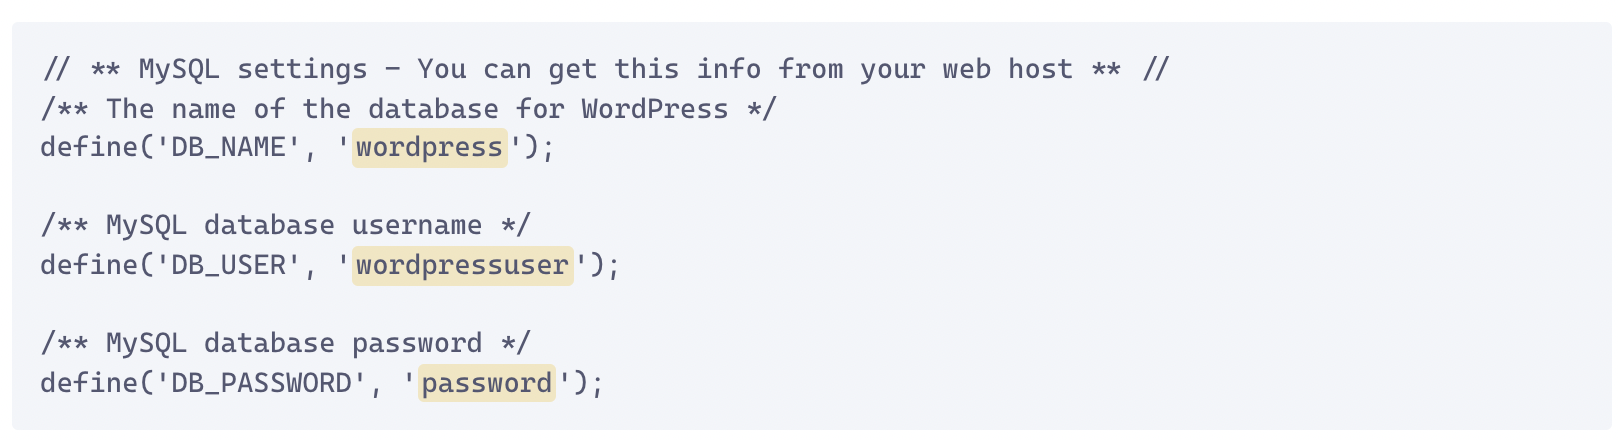 // ** MySQL settings - You can get this info from your web host ** //
/** The name of the database for WordPress */
define('DB_NAME', 'wordpress');
/** MySQL database username */
define('DB_USER', 'wordpressuser');
/** MySQL database password */
define('DB_PASSWORD', 'password');